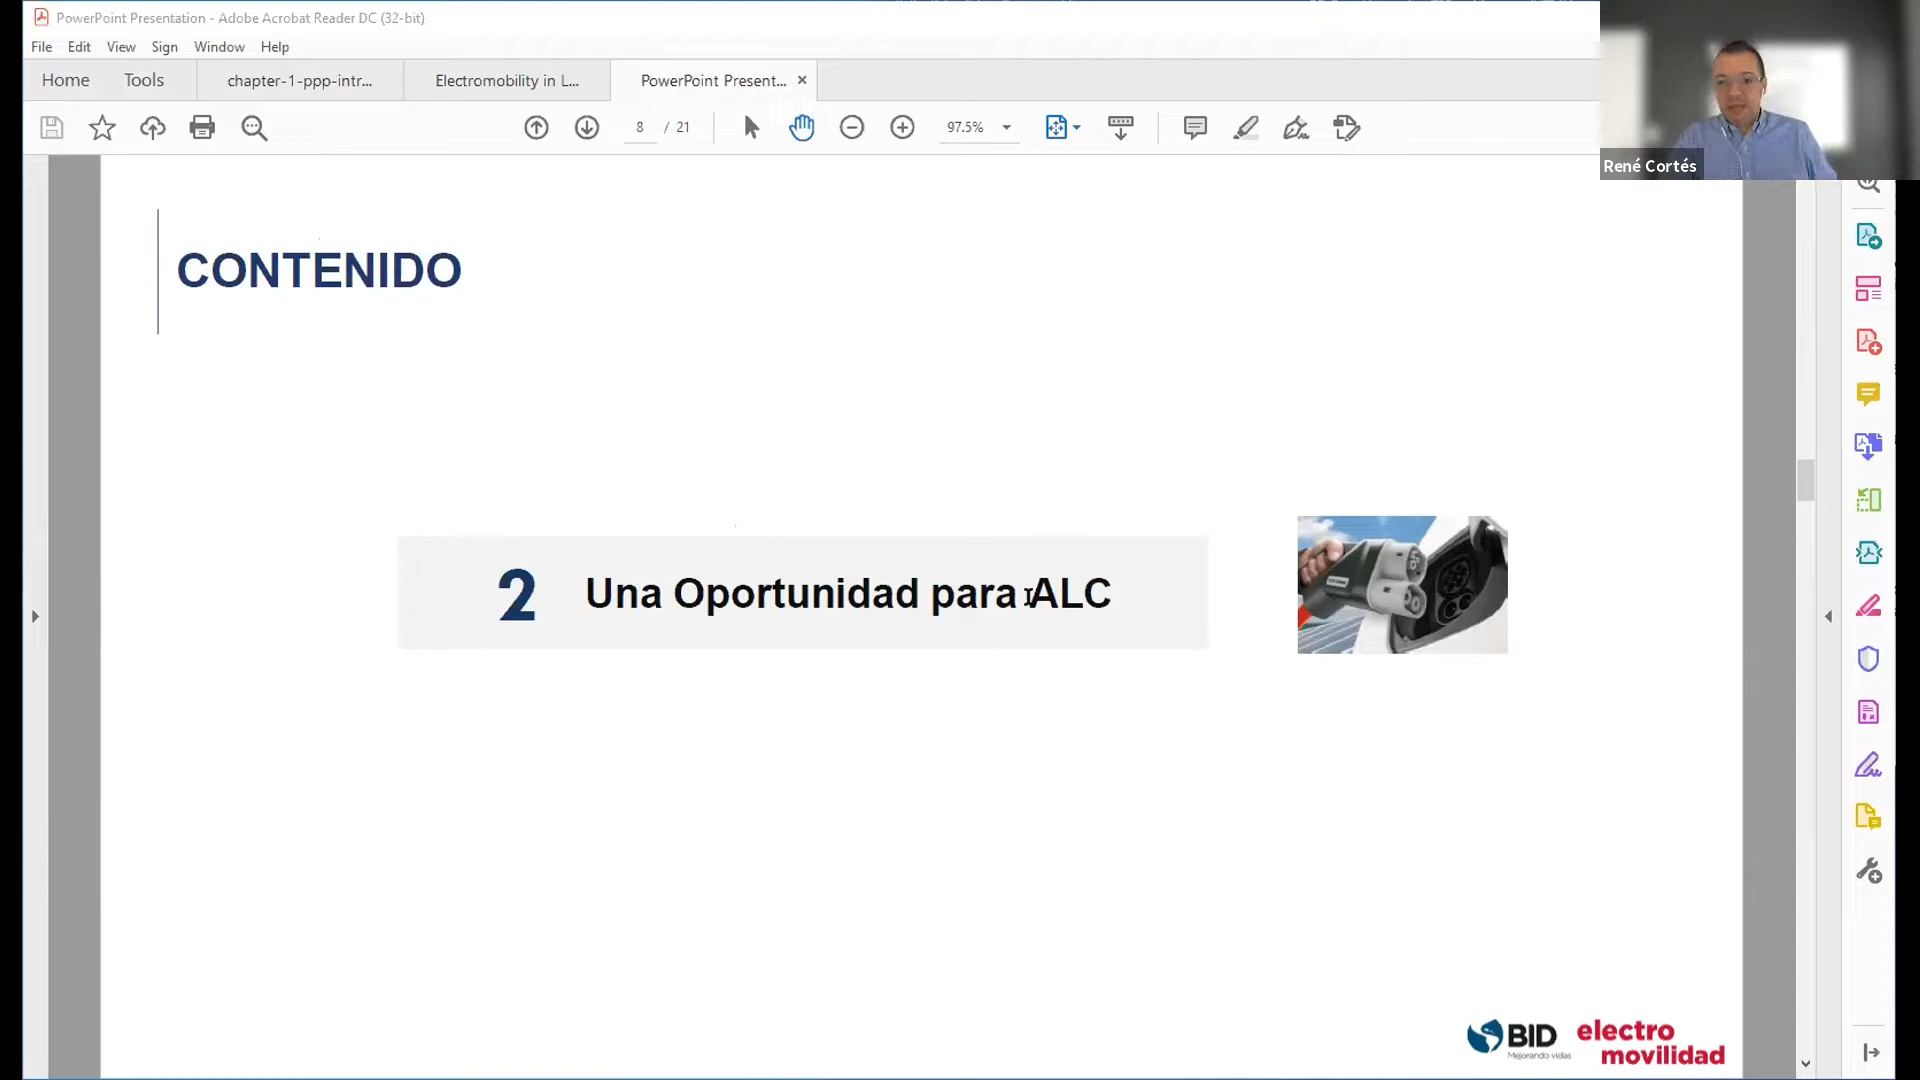 PowerPoint Presentation - Adobe Acrobat Reader DC (32-bit)
File Edit View Sign Window Help
Home Tools chapter-1-ppp-intr... Electromobility in L... PowerPoint Present...
8 / 21 97.5%
René Cortés
CONTENIDO
2 Una Oportunidad para ALC
BID
Mejorando vidas
electro
movilidad